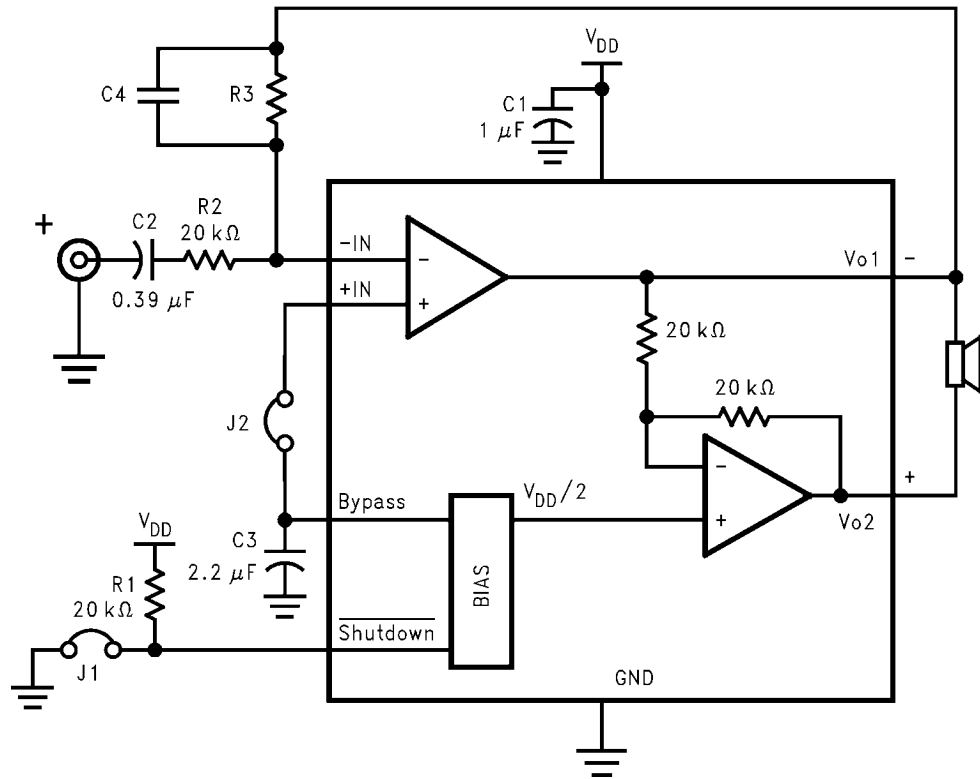 V_DD
C4
R3
C1
1 µF
+
C2
R2
20 kΩ
0.39 µF
-IN
+IN
-
+
Vo1
-
20 kΩ
20 kΩ
J2
-
+
+
Vo2
Bypass
V_DD/2
C3
2.2 µF
BIAS
V_DD
R1
20 kΩ
Shutdown
J1
GND